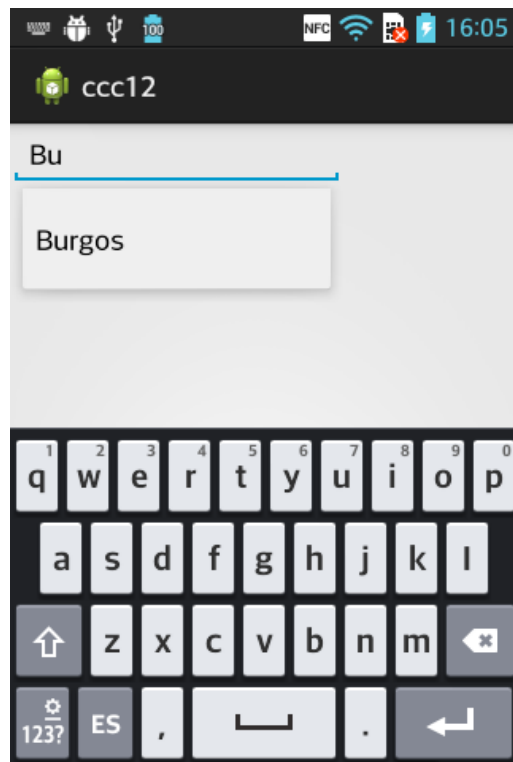 100 NFC 16:05
ccc12
Bu
Burgos
1 2 3 4 5 6 7 8 9 0
q w e r t y u i o p
a s d f g h j k l
z x c v b n m
123? ES , .